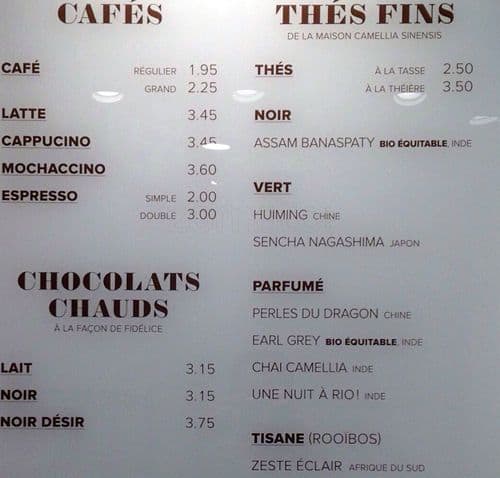 CAFÉS
CAFÉ RÉGULIER 1.95
GRAND 2.25
LATTE 3.45
CAPPUCINO 3.45
MOCHACCINO 3.60
ESPRESSO SIMPLE 2.00
DOUBLE 3.00
CHOCOLATS
CHAUDS
À LA FAÇON DE FIDÉLICE
LAIT 3.15
NOIR 3.15
NOIR DÉSIR 3.75
THÉS FINS
DE LA MAISON CAMELLIA SINENSIS
THÉS À LA TASSE 2.50
À LA THÉIÈRE 3.50
NOIR
ASSAM BANASPATY BIO ÉQUITABLE, INDE
VERT
HUIMING CHINE
SENCHA NAGASHIMA JAPON
PARFUMÉ
PERLES DU DRAGON CHINE
EARL GREY BIO ÉQUITABLE, INDE
CHAI CAMELLIA INDE
UNE NUIT À RIO! INDE
TISANE (ROOÏBOS)
ZESTE ÉCLAIR AFRIQUE DU SUD